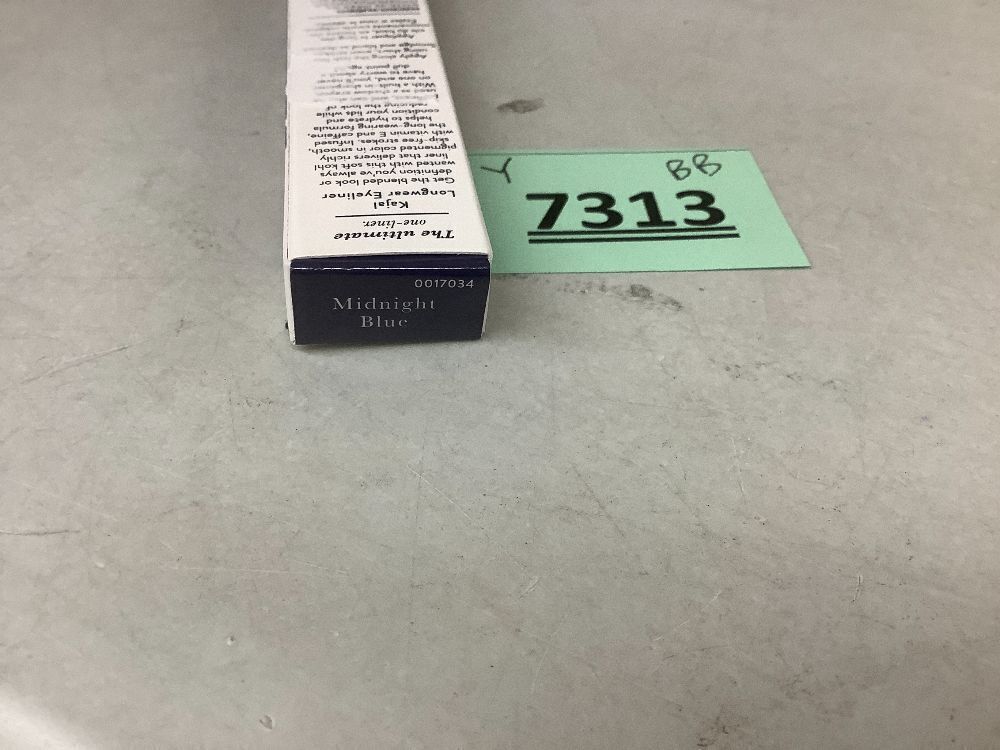 The ultimate
one-liner.
Kajal
Longwear Eyeliner
Get the blended look or
definition you've always
wanted with this soft kohl
liner that delivers richly
pigmented color in smooth,
skip-free strokes. Infused
with vitamin E and caffeine,
the long-wearing formula
helps to hydrate and
condition your lids while
reducing the look of
0017034
Midnight
Blue
Y BB
7313